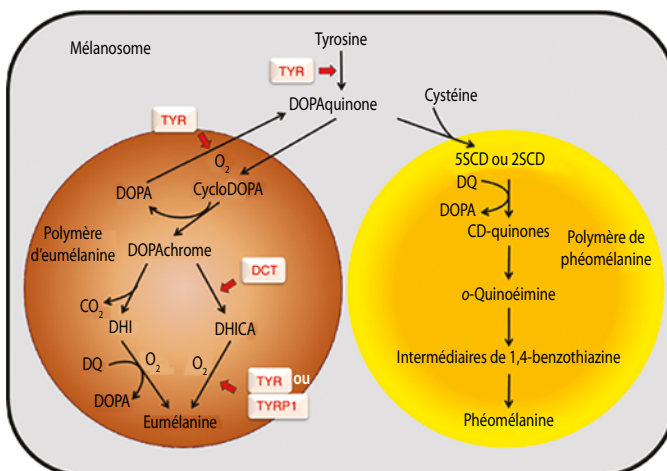 Mélanosome
Tyrosine
TYR
DOPAquinone
Cystéine
TYR
O2
DOPA
CycloDOPA
Polymère
d'eumélanine
DOPAchrome
DCT
CO2
DHI
DHICA
DQ
O2
O2
DOPA
TYR ou
TYRP1
Eumélanine
5SCD ou 2SCD
DQ
DOPA
CD-quinones
Polymère de
phéomélanine
o-Quinoéimine
Intermédiaires de 1,4-benzothiazine
Phéomélanine